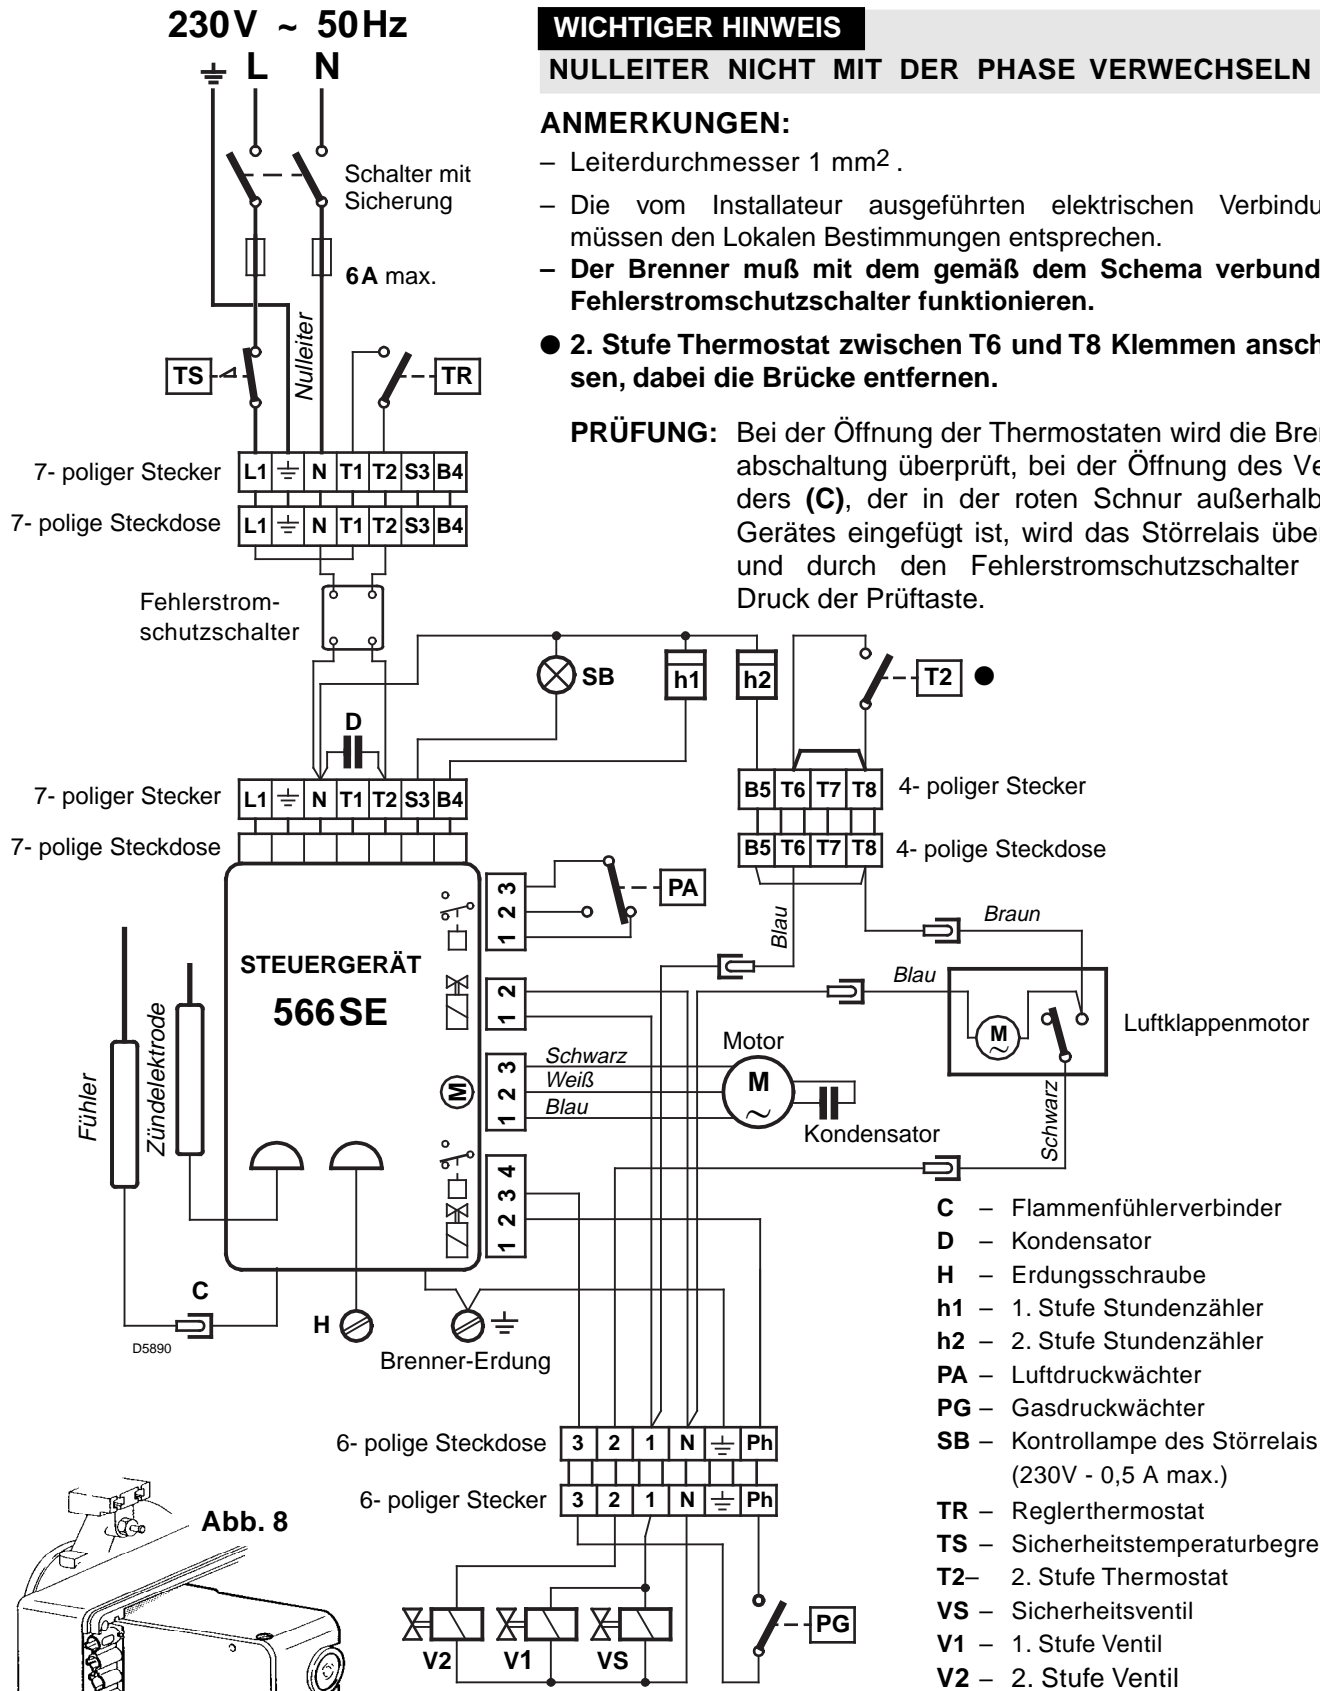 230V ~ 50Hz
L N
Schalter mit
Sicherung
6A max.
Nulleiter
TS
TR
7- poliger Stecker L1 N T1 T2 S3 B4
7- polige Steckdose L1 N T1 T2 S3 B4
Fehlerstrom-
schutzschalter
WICHTIGER HINWEIS
NULLEITER NICHT MIT DER PHASE VERWECHSELN
ANMERKUNGEN:
– Leiterdurchmesser 1 mm2 .
– Die vom Installateur ausgeführten elektrischen Verbindu
müssen den Lokalen Bestimmungen entsprechen.
– Der Brenner muß mit dem gemäß dem Schema verbund
Fehlerstromschutzschalter funktionieren.
● 2. Stufe Thermostat zwischen T6 und T8 Klemmen ansch
sen, dabei die Brücke entfernen.
PRÜFUNG: Bei der Öffnung der Thermostaten wird die Bren
abschaltung überprüft, bei der Öffnung des Ve
ders (C), der in der roten Schnur außerhalb
Gerätes eingefügt ist, wird das Störrelais über
und durch den Fehlerstromschutzschalter
Druck der Prüftaste.
SB
h1
h2
T2 ●
D
7- poliger Stecker L1 N T1 T2 S3 B4
7- polige Steckdose
B5 T6 T7 T8 4- poliger Stecker
B5 T6 T7 T8 4- polige Steckdose
STEUERGERÄT
566SE
3
2
1
PA
2
1
3
2
1
M
4
3
2
1
Blau
Braun
Blau
M
~
Luftklappenmotor
Schwarz
Schwarz
Weiß
Blau
Motor
M
~
Kondensator
Fühler
Zündelektrode
C
D5890
H
Brenner-Erdung
6- polige Steckdose 3 2 1 N Ph
6- poliger Stecker 3 2 1 N Ph
V2
V1
VS
PG
Abb. 8
C – Flammenfühlerverbinder
D – Kondensator
H – Erdungsschraube
h1 – 1. Stufe Stundenzähler
h2 – 2. Stufe Stundenzähler
PA – Luftdruckwächter
PG – Gasdruckwächter
SB – Kontrollampe des Störrelais
(230V - 0,5 A max.)
TR – Reglerthermostat
TS – Sicherheitstemperaturbegre
T2– 2. Stufe Thermostat
VS – Sicherheitsventil
V1 – 1. Stufe Ventil
V2 – 2. Stufe Ventil